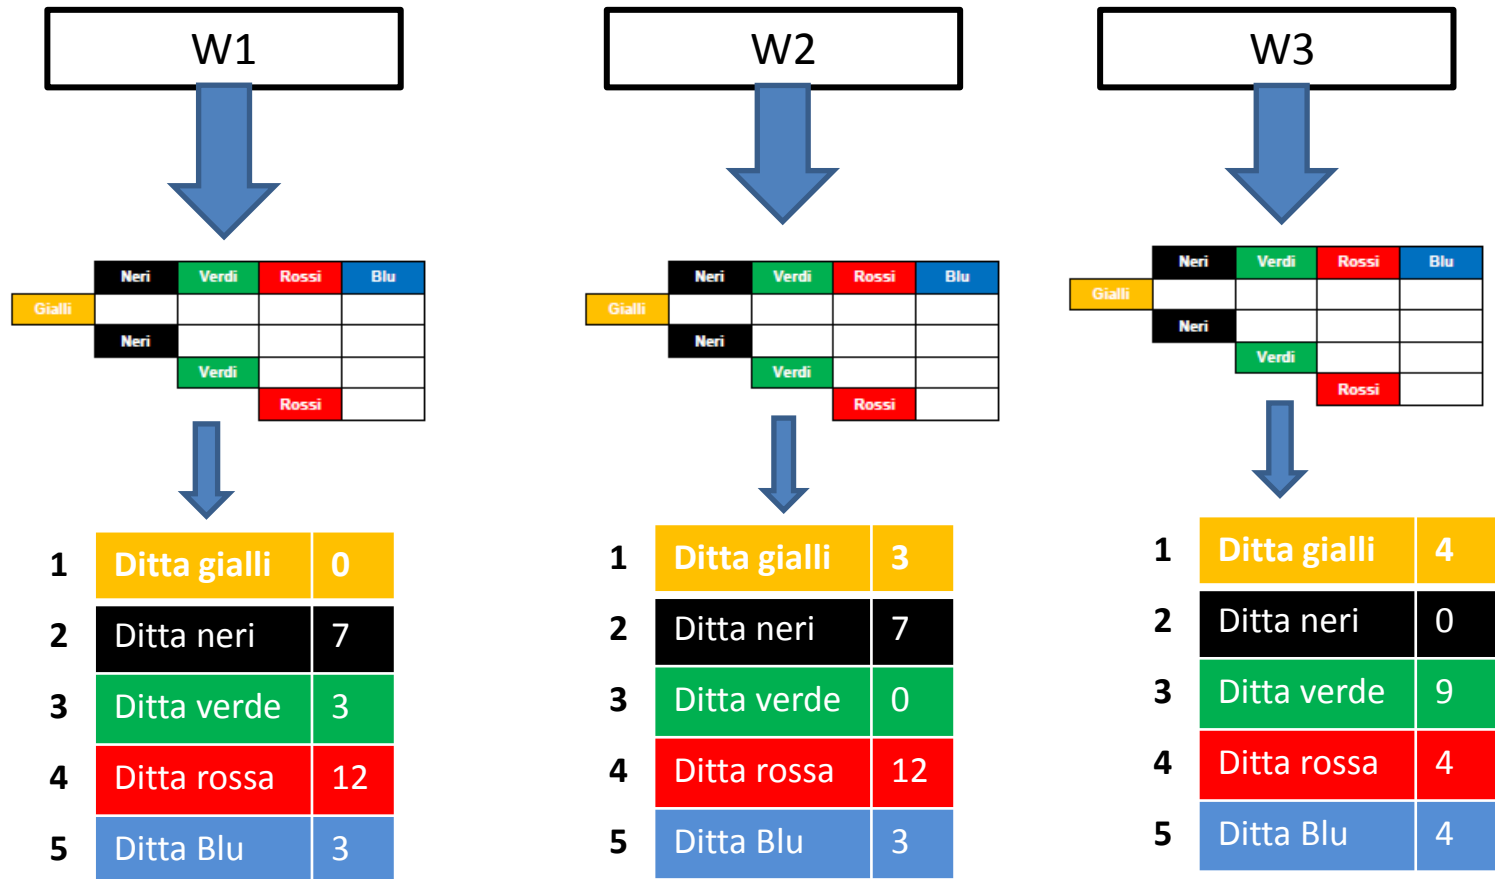 W1
W2
W3
Neri Verdi Rossi Blu
Gialli
Neri
Verdi
Rossi
Neri Verdi Rossi Blu
Gialli
Neri
Verdi
Rossi
Neri Verdi Rossi Blu
Gialli
Neri
Verdi
Rossi
1 Ditta gialli 0
2 Ditta neri 7
3 Ditta verde 3
4 Ditta rossa 12
5 Ditta Blu 3
1 Ditta gialli 3
2 Ditta neri 7
3 Ditta verde 0
4 Ditta rossa 12
5 Ditta Blu 3
1 Ditta gialli 4
2 Ditta neri 0
3 Ditta verde 9
4 Ditta rossa 4
5 Ditta Blu 4